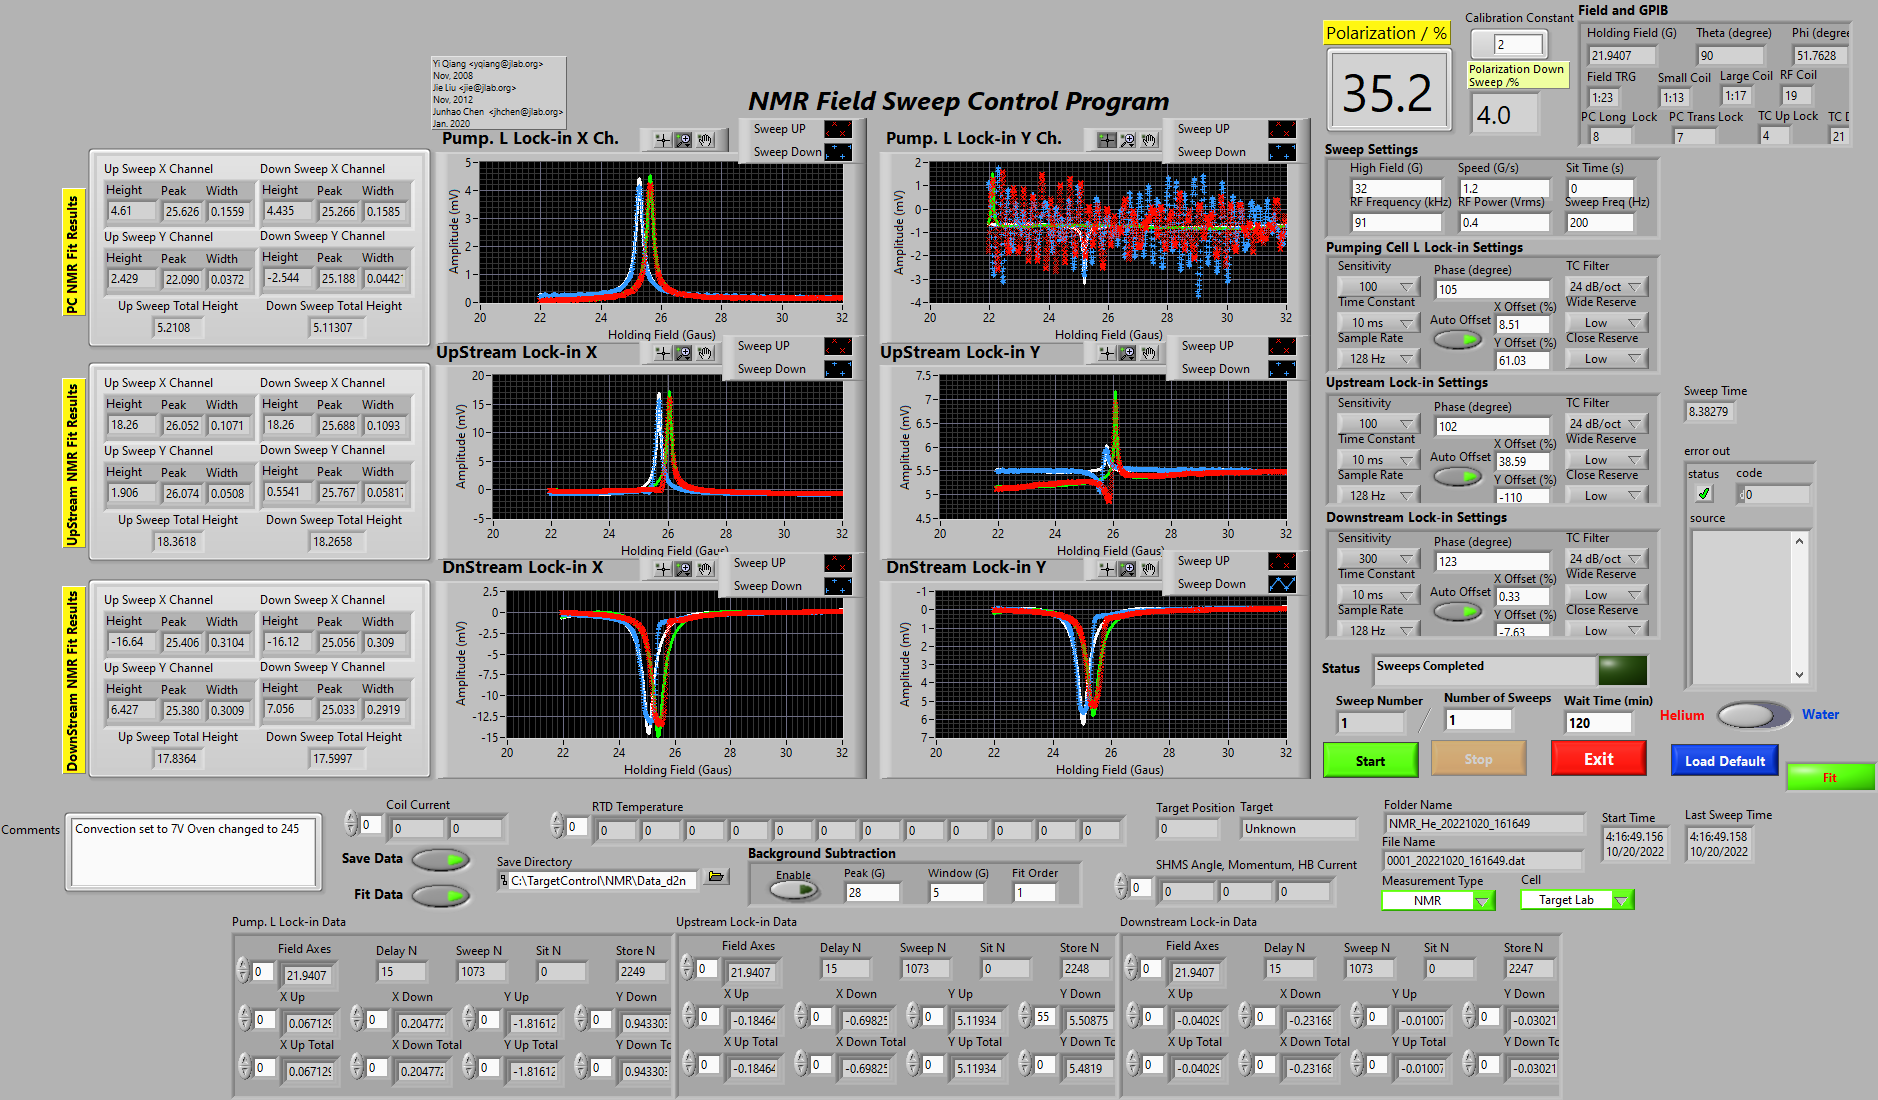 Yi Qiang <yqiang@jlab.org>
Nov, 2008
Jie Liu <jie@jlab.org>
Nov, 2012
Junhao Chen <jhchen@jlab.org>
Jan. 2020
NMR Field Sweep Control Program
Polarization / %
35.2
Calibration Constant
2
Polarization Down
Sweep /%
4.0
Field and GPIB
Holding Field (G) Theta (degree) Phi (degree
21.9407 90 51.7628
Field TRG Small Coil Large Coil RF Coil
1:23 1:13 1:17 19
PC Long Lock PC Trans Lock TC Up Lock TC D
8 7 4 21
PC NMR Fit Results
Up Sweep X Channel Down Sweep X Channel
Height Peak Width Height Peak Width
4.61 25.626 0.1559 4.435 25.266 0.1585
Up Sweep Y Channel Down Sweep Y Channel
Height Peak Width Height Peak Width
2.429 22.090 0.0372 -2.544 25.188 0.0442
Up Sweep Total Height Down Sweep Total Height
5.2108 5.11307
Pump. L Lock-in X Ch.
Sweep UP
Sweep Down
Amplitude (mV)
5
4
3
2
1
0
20 22 24 26 28 30 32
Holding Field (Gaus)
Pump. L Lock-in Y Ch.
Sweep UP
Sweep Down
Amplitude (mV)
2
1
0
-1
-2
-3
-4
20 22 24 26 28 30 32
Holding Field (Gaus)
UpStream NMR Fit Results
Up Sweep X Channel Down Sweep X Channel
Height Peak Width Height Peak Width
18.26 26.052 0.1071 18.26 25.688 0.1093
Up Sweep Y Channel Down Sweep Y Channel
Height Peak Width Height Peak Width
1.906 26.074 0.0508 0.5541 25.767 0.05817
Up Sweep Total Height Down Sweep Total Height
18.3618 18.2658
UpStream Lock-in X
Sweep UP
Sweep Down
Amplitude (mV)
20
15
10
5
0
-5
20 22 24 26 28 30 32
Holding Field (Gaus)
UpStream Lock-in Y
Sweep UP
Sweep Down
Amplitude (mV)
7.5
6.5
6
5.5
5
4.5
20 22 24 26 28 30 32
Holding Field (Gaus)
DownStream NMR Fit Results
Up Sweep X Channel Down Sweep X Channel
Height Peak Width Height Peak Width
-16.64 25.406 0.3104 -16.12 25.056 0.309
Up Sweep Y Channel Down Sweep Y Channel
Height Peak Width Height Peak Width
6.427 25.380 0.3009 7.056 25.033 0.2919
Up Sweep Total Height Down Sweep Total Height
17.8364 17.5997
DnStream Lock-in X
Sweep UP
Sweep Down
Amplitude (mV)
2.5
0
-2.5
-5
-7.5
-10
-12.5
-15
20 22 24 26 28 30 32
Holding Field (Gaus)
DnStream Lock-in Y
Sweep UP
Sweep Down
Amplitude (mV)
-1
0
1
2
3
4
5
6
7
20 22 24 26 28 30 32
Holding Field (Gaus)
Sweep Settings
High Field (G) Speed (G/s) Sit Time (s)
32 1.2 0
RF Frequency (kHz) RF Power (Vrms) Sweep Freq (Hz)
91 0.4 200
Pumping Cell L Lock-in Settings
Sensitivity Phase (degree) TC Filter
100 105 24 dB/oct
Time Constant X Offset (%) Wide Reserve
10 ms Auto Offset 8.51 Low
Sample Rate Y Offset (%) Close Reserve
128 Hz 61.03 Low
Upstream Lock-in Settings
Sensitivity Phase (degree) TC Filter
100 102 24 dB/oct
Time Constant X Offset (%) Wide Reserve
10 ms Auto Offset 38.59 Low
Sample Rate Y Offset (%) Close Reserve
128 Hz -110 Low
Downstream Lock-in Settings
Sensitivity Phase (degree) TC Filter
300 123 24 dB/oct
Time Constant X Offset (%) Wide Reserve
10 ms Auto Offset 0.33 Low
Sample Rate Y Offset (%) Close Reserve
128 Hz -7.63 Low
Sweep Time
8.38279
error out
status code
0
source
Status Sweeps Completed
Sweep Number Number of Sweeps Wait Time (min)
1 1 120
Helium Water
Start Stop Exit Load Default Fit
Comments
Convection set to 7V Oven changed to 245
Coil Current
0 0 0
Save Data
Fit Data
RTD Temperature
0 0 0 0 0 0 0 0 0 0 0 0 0
Save Directory
C:\TargetControl\NMR\Data_d2n
Background Subtraction
Enable Peak (G) Window (G) Fit Order
28 5 1
Target Position Target
0 Unknown
SHMS Angle, Momentum, HB Current
0 0 0 0
Folder Name
NMR_He_20221020_161649
File Name
0001_20221020_161649.dat
Measurement Type Cell
NMR Target Lab
Start Time Last Sweep Time
4:16:49.156 4:16:49.158
10/20/2022 10/20/2022
Pump. L Lock-in Data
Field Axes Delay N Sweep N Sit N Store N
0 21.9407 15 1073 0 2249
X Up X Down Y Up Y Down
0 0.067129 0 0.204772 0 -1.81612 0 0.943303
X Up Total X Down Total Y Up Total Y Down To
0 0.067129 0 0.204772 0 -1.81612 0 0.943303
Upstream Lock-in Data
Field Axes Delay N Sweep N Sit N Store N
0 21.9407 15 1073 0 2248
X Up X Down Y Up Y Down
0 -0.18464 0 -0.69825 0 5.11934 55 5.50875
X Up Total X Down Total Y Up Total Y Down To
0 -0.18464 0 -0.69825 0 5.11934 0 5.4819
Downstream Lock-in Data
Field Axes Delay N Sweep N Sit N Store N
0 21.9407 15 1073 0 2247
X Up X Down Y Up Y Down
0 -0.04029 0 -0.23168 0 -0.01007 0 -0.03021
X Up Total X Down Total Y Up Total Y Down To
0 -0.04029 0 -0.23168 0 -0.01007 0 -0.03021